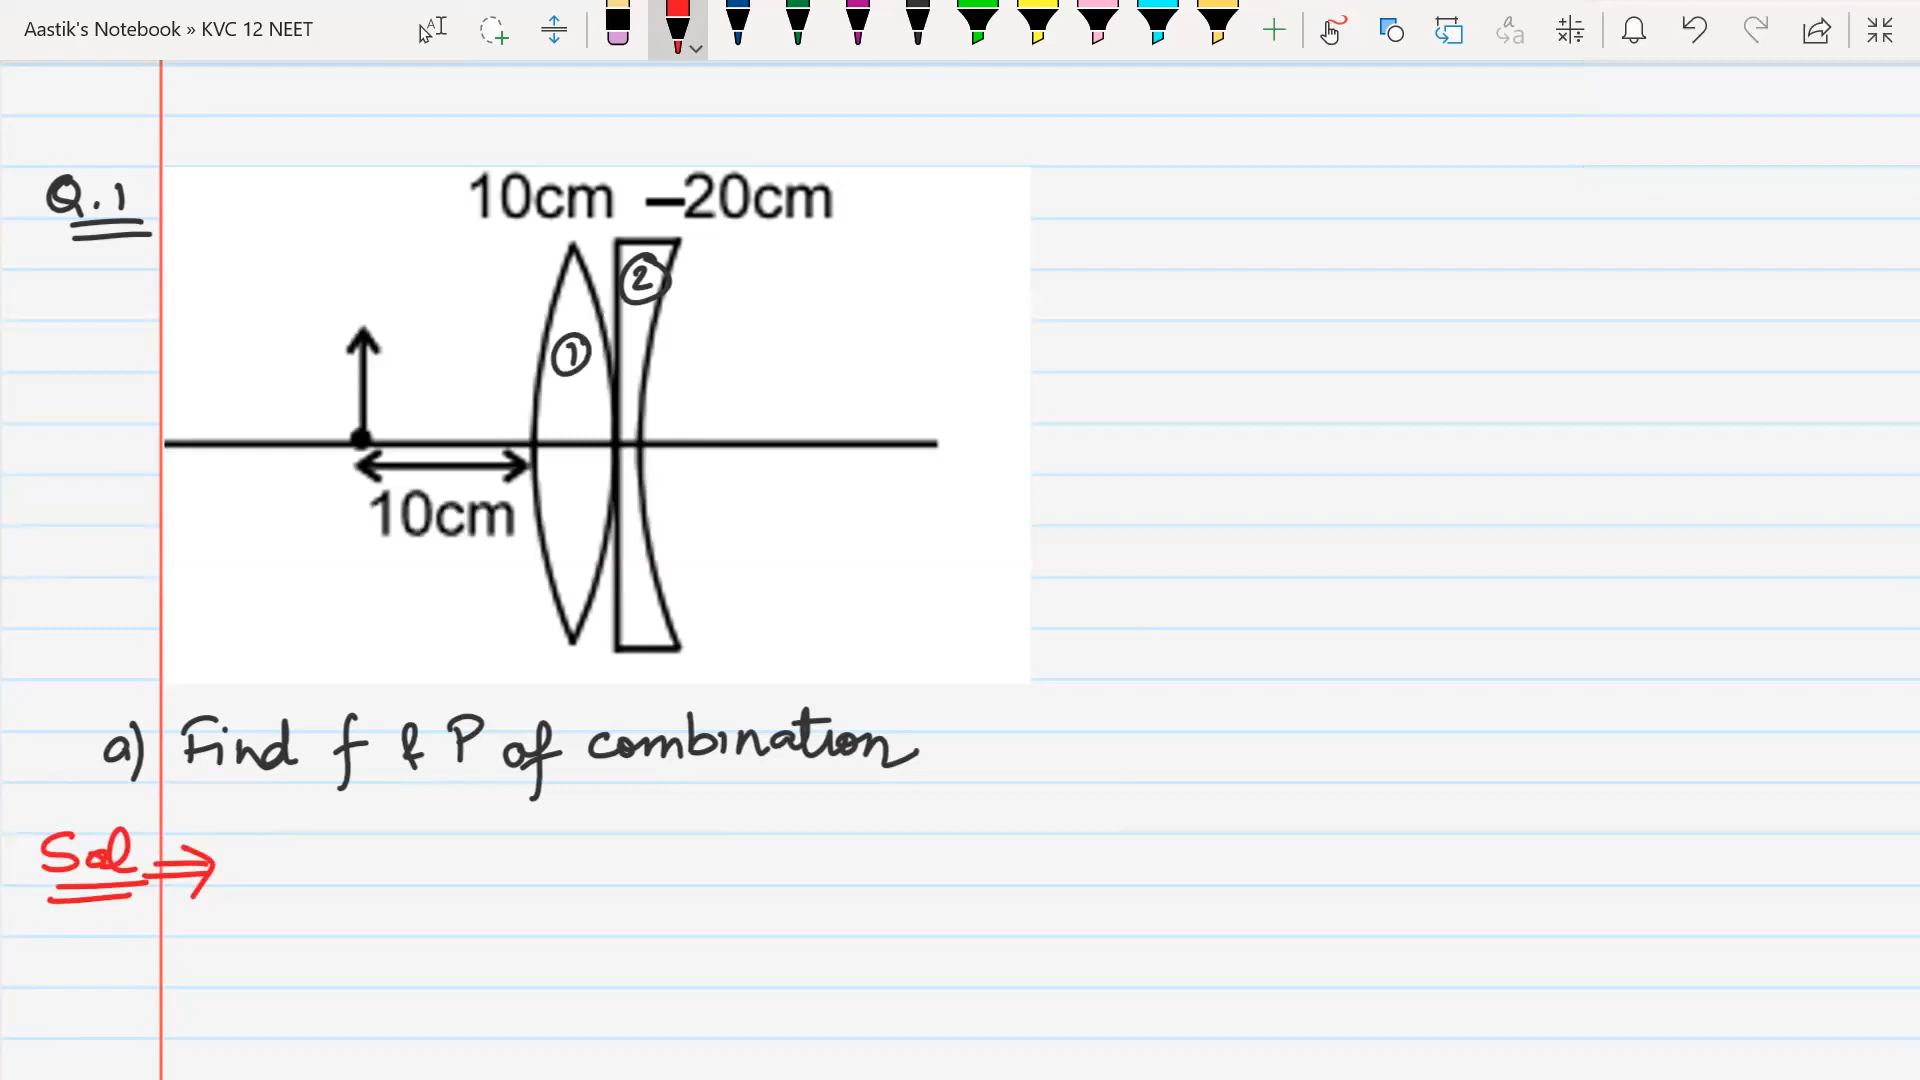 Aastik's Notebook » KVC 12 NEET
Q.1
10cm –20cm
②
①
10cm
a) Find f & P of combination
Sol ⇒